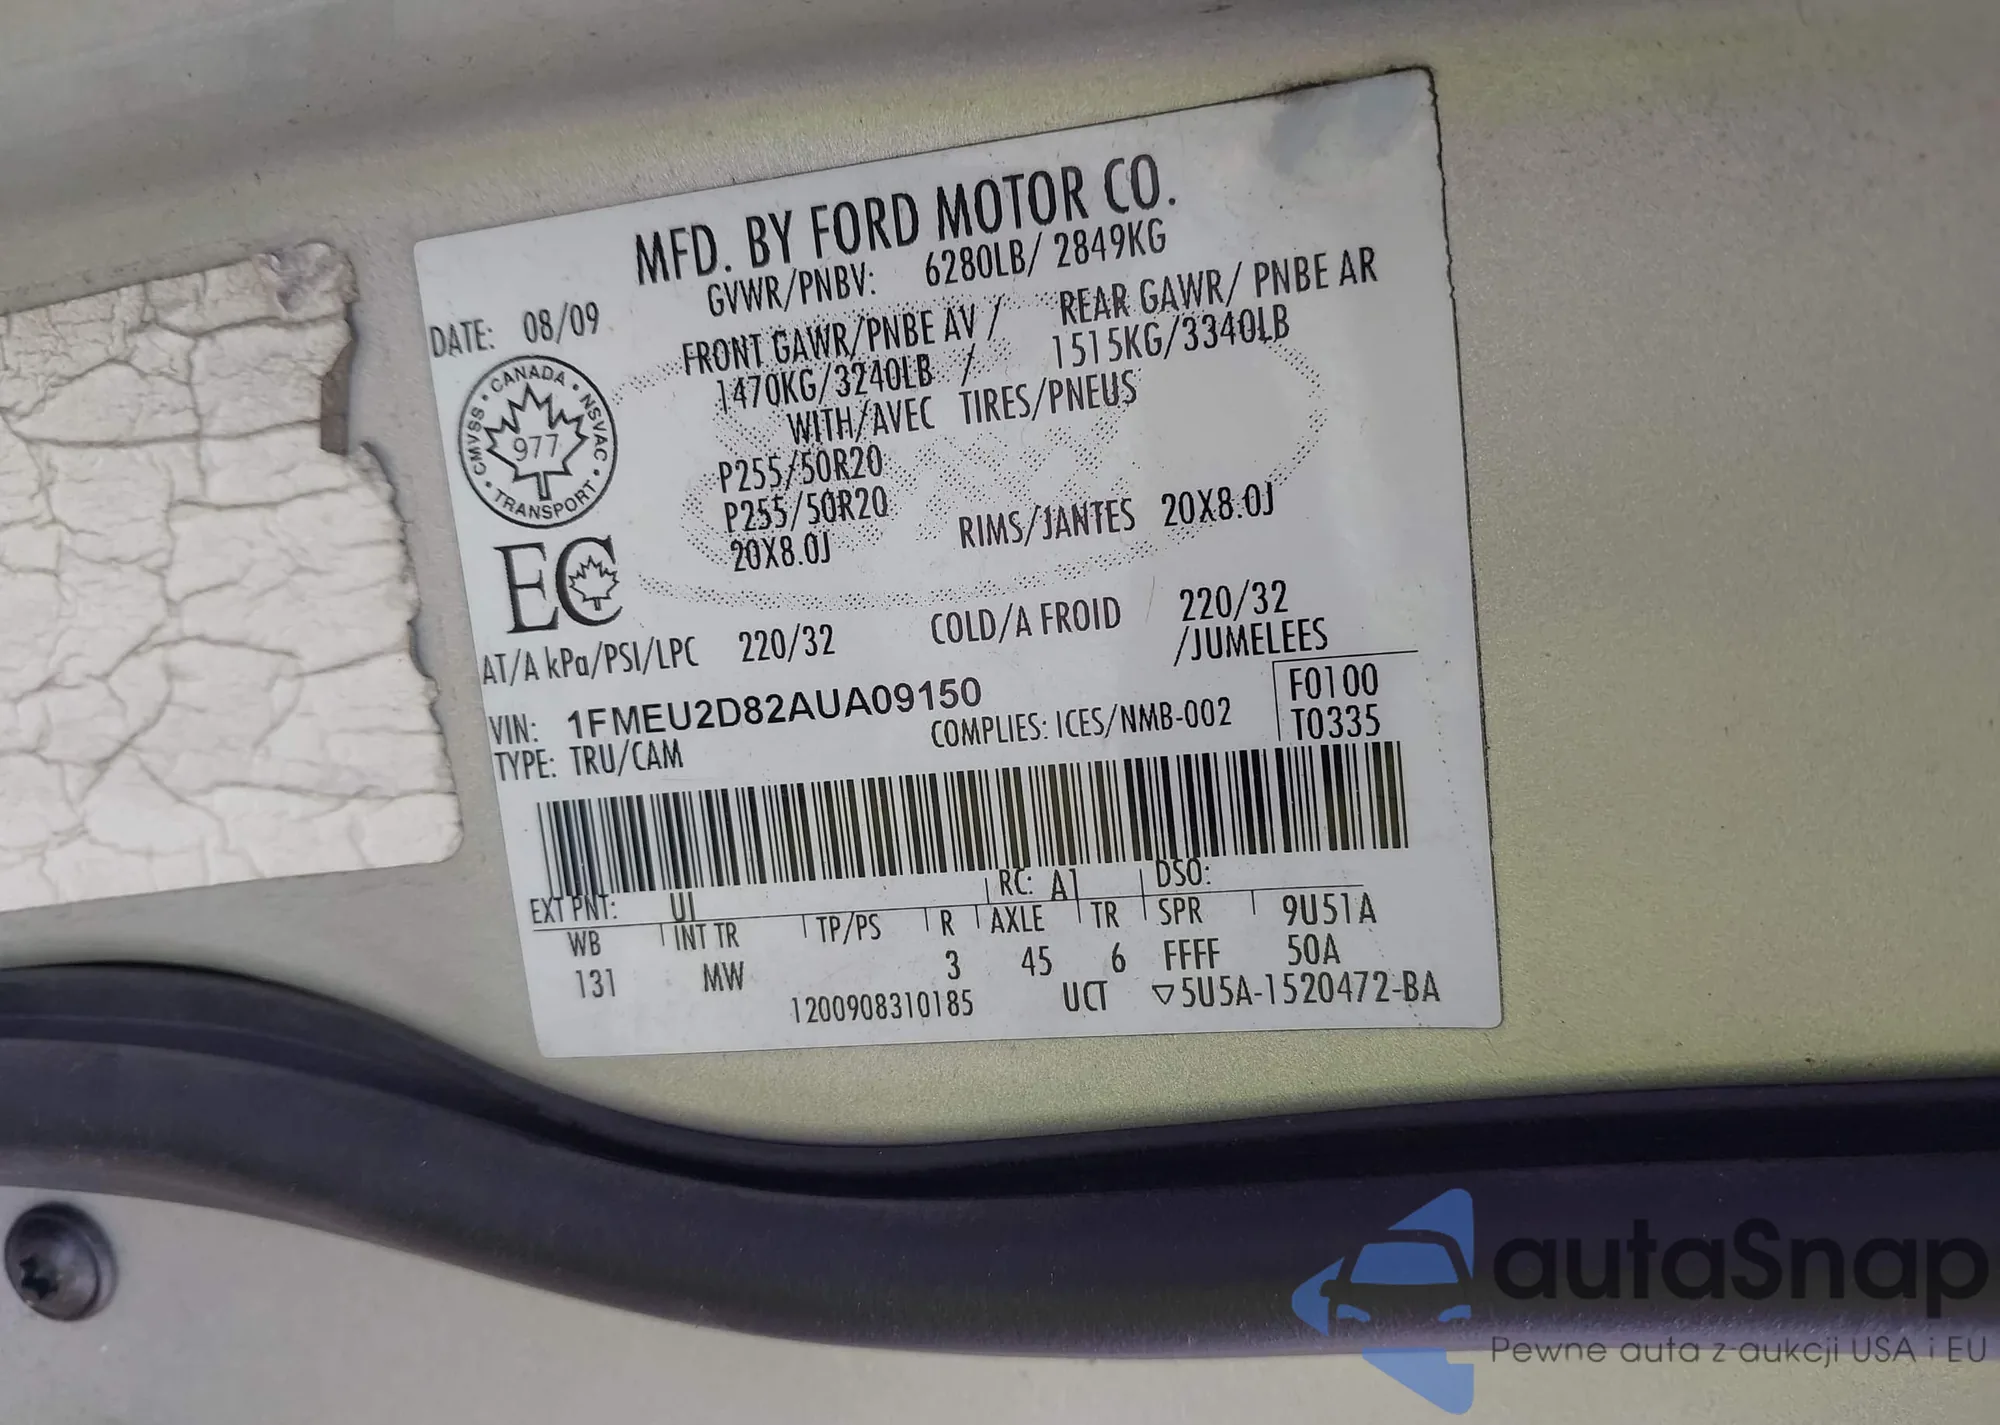 MFD. BY FORD MOTOR CO.
DATE: 08/09
GVWR/PNBV: 6280LB/ 2849KG
FRONT GAWR/PNBE AV / REAR GAWR/ PNBE AR
1470KG/3240LB / 1515KG/3340LB
WITH/AVEC TIRES/PNEUS
P255/50R20
P255/50R20
20X8.0J RIMS/JANTES 20X8.0J
CANADA • NSVAC • TRANSPORT • CMVSS •
977
EC
AT/A kPa/PSI/LPC 220/32 COLD/A FROID 220/32
/JUMELEES
VIN: 1FMEU2D82AUA09150
F0100
TYPE: TRU/CAM COMPLIES: ICES/NMB-002 T0335
EXT PNT: UI RC: A1 DSO:
WB INT TR TP/PS R AXLE TR SPR 9U51A
131 MW 3 45 6 FFFF 50A
1200908310185 UCT ▽5U5A-1520472-BA
autaSnap
Pewne auta z aukcji USA i EU